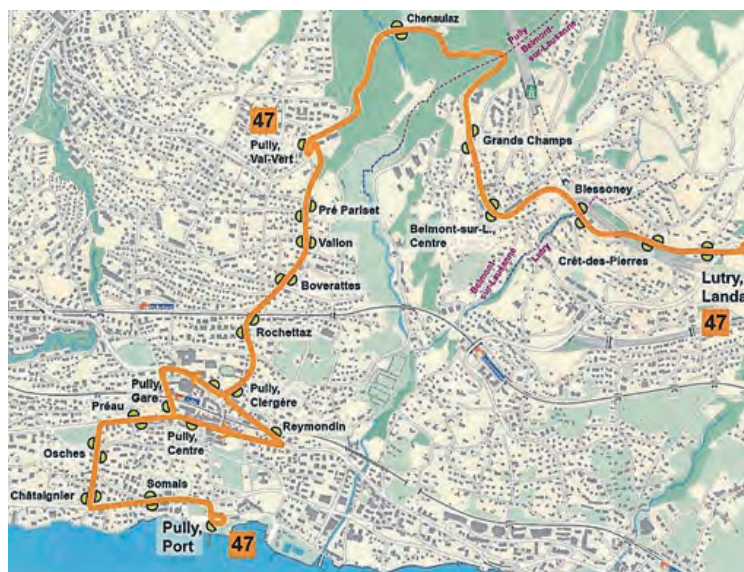 Chenaulaz
Pully
Belmont-
sur-Lausanne
47
Pully,
Val-Vert
Grands Champs
Blessoney
Pré Pariset
Belmont-sur-L.,
Centre
Vallon
Crêt-des-Pierres
Belmont-
sur-Lausanne
Lutry
Boverattes
Lutry,
Landa
47
Rochettaz
Pully,
Gare
Pully,
Clergère
Préau
Reymondin
Pully,
Centre
Osches
Châtaignier
Somais
Pully,
Port
47